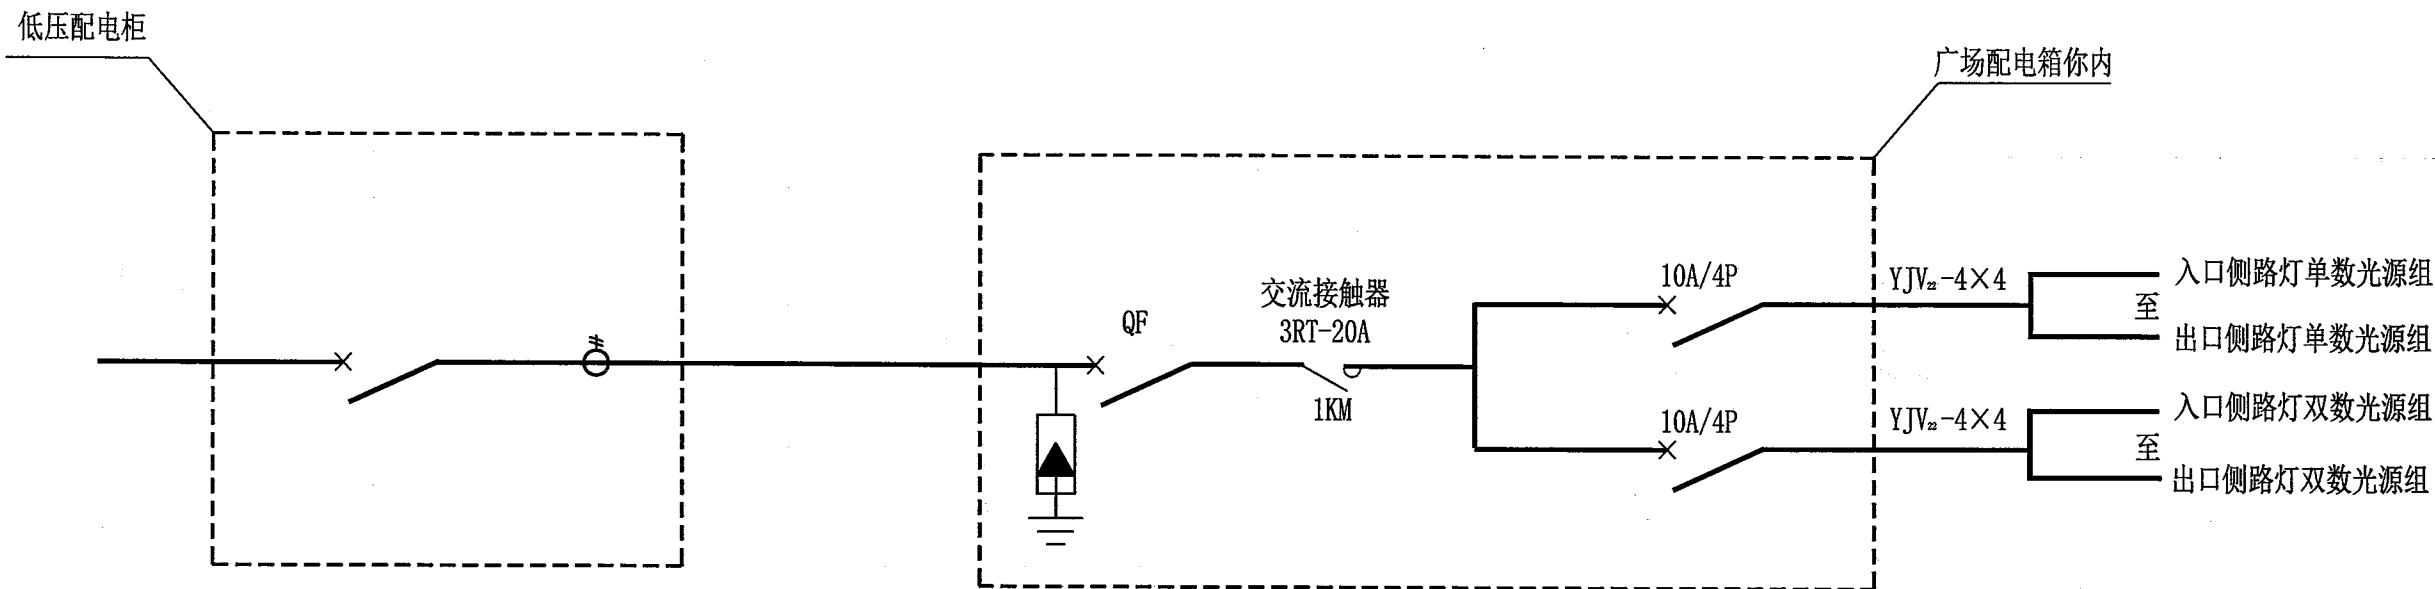 低压配电柜
广场配电箱你内
QF
交流接触器
3RT-20A
1KM
10A/4P
YJV₂₂-4×4
入口侧路灯单数光源组
至
出口侧路灯单数光源组
10A/4P
YJV₂₂-4×4
入口侧路灯双数光源组
至
出口侧路灯双数光源组